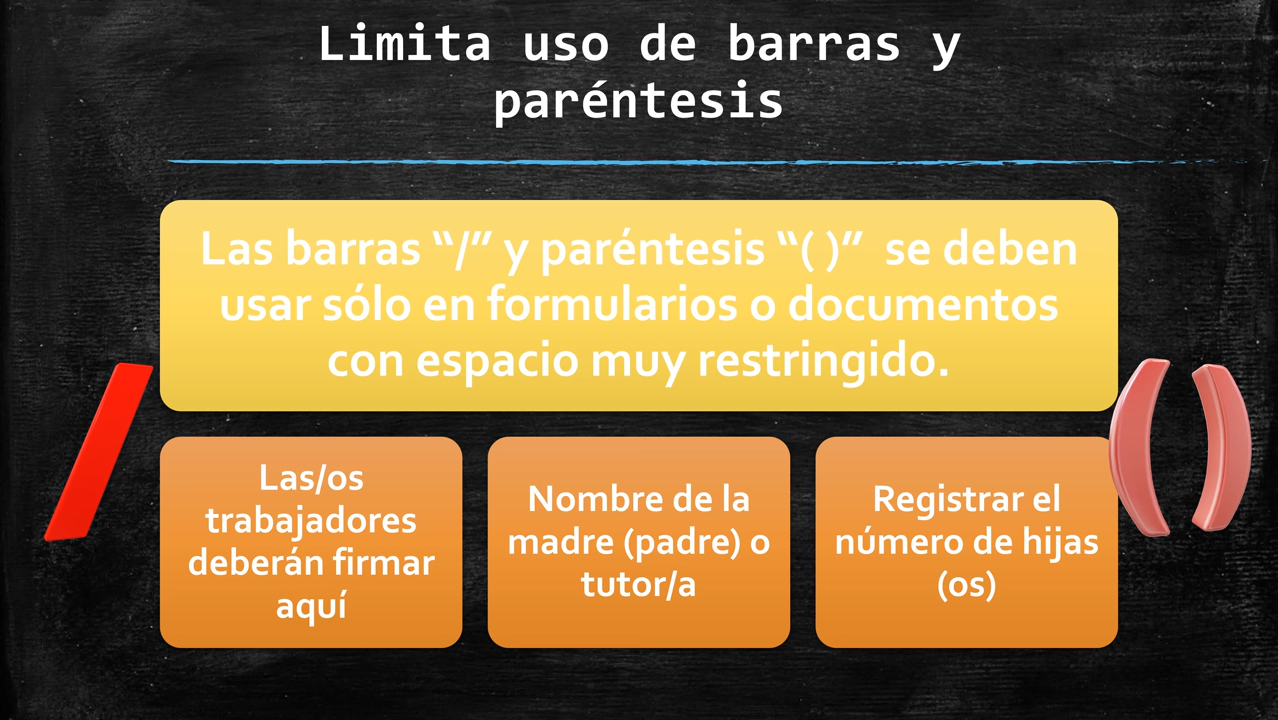 Limita uso de barras y
paréntesis
Las barras “/” y paréntesis “( )” se deben
usar sólo en formularios o documentos
con espacio muy restringido.
Las/os
trabajadores
deberán firmar
aquí
Nombre de la
madre (padre) o
tutor/a
Registrar el
número de hijas
(os)
/
()